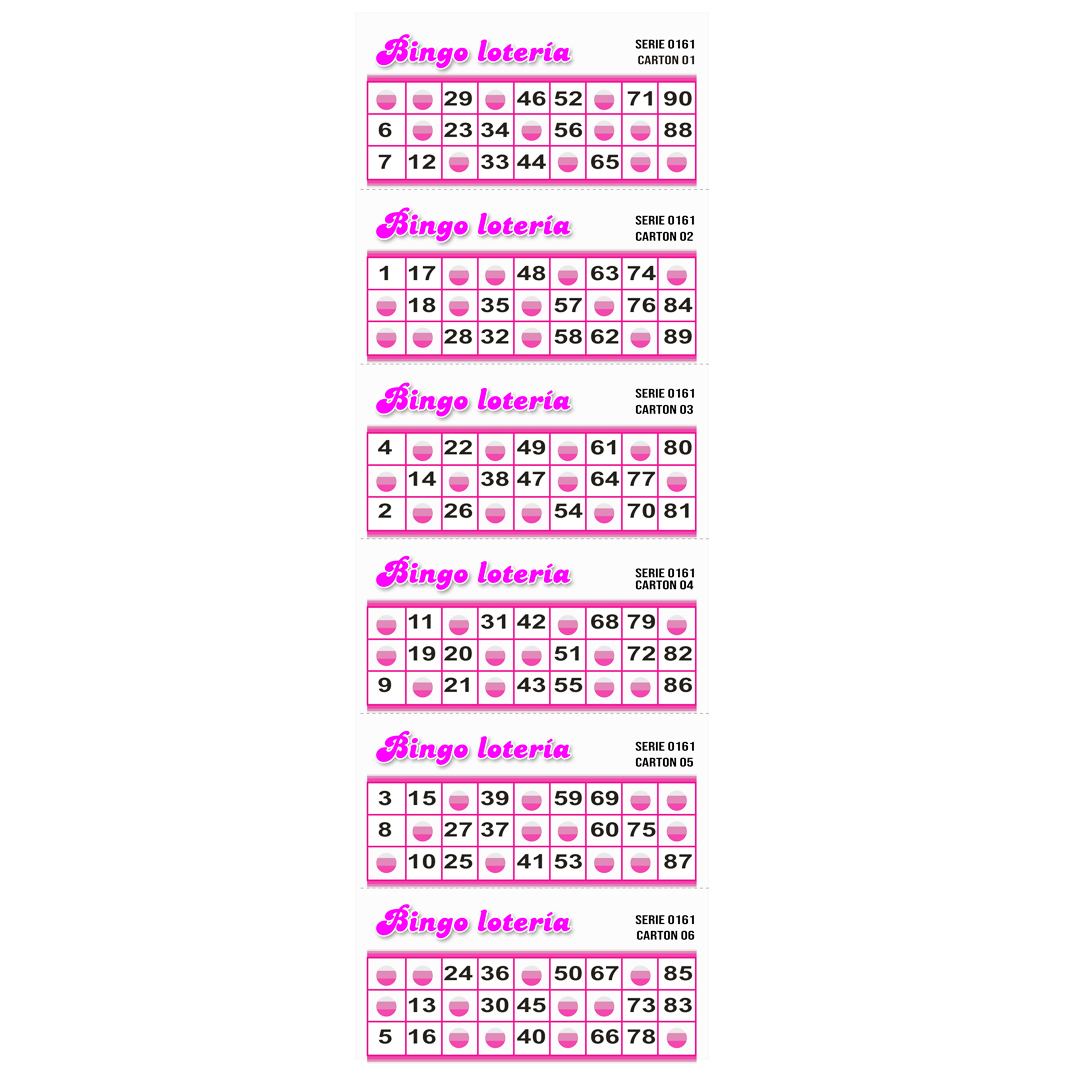 Bingo lotería
SERIE 0161
CARTON 01
29 46 52 71 90
6 23 34 56 88
7 12 33 44 65
Bingo lotería
SERIE 0161
CARTON 02
1 17 48 63 74
18 35 57 76 84
28 32 58 62 89
Bingo lotería
SERIE 0161
CARTON 03
4 22 49 61 80
14 38 47 64 77
2 26 54 70 81
Bingo lotería
SERIE 0161
CARTON 04
11 31 42 68 79
19 20 51 72 82
9 21 43 55 86
Bingo lotería
SERIE 0161
CARTON 05
3 15 39 59 69
8 27 37 60 75
10 25 41 53 87
Bingo lotería
SERIE 0161
CARTON 06
24 36 50 67 85
13 30 45 73 83
5 16 40 66 78